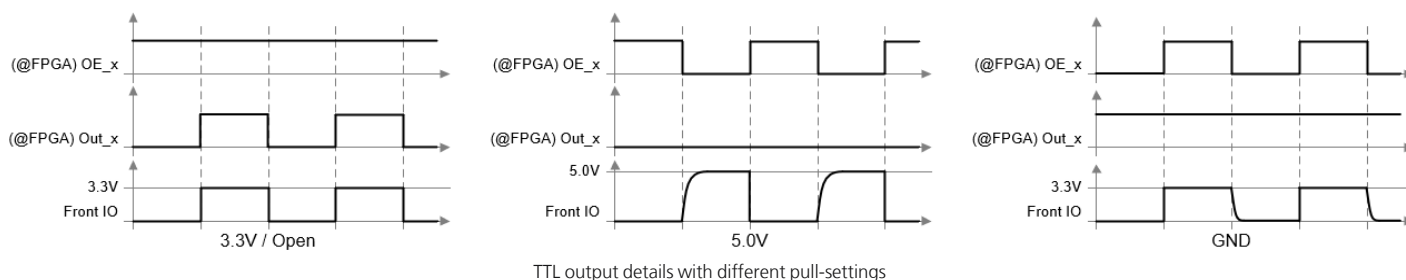 (@FPGA) OE_x
(@FPGA) Out_x
3.3V
Front IO
3.3V / Open
(@FPGA) OE_x
(@FPGA) Out_x
5.0V
Front IO
5.0V
(@FPGA) OE_x
(@FPGA) Out_x
3.3V
Front IO
GND
TTL output details with different pull-settings